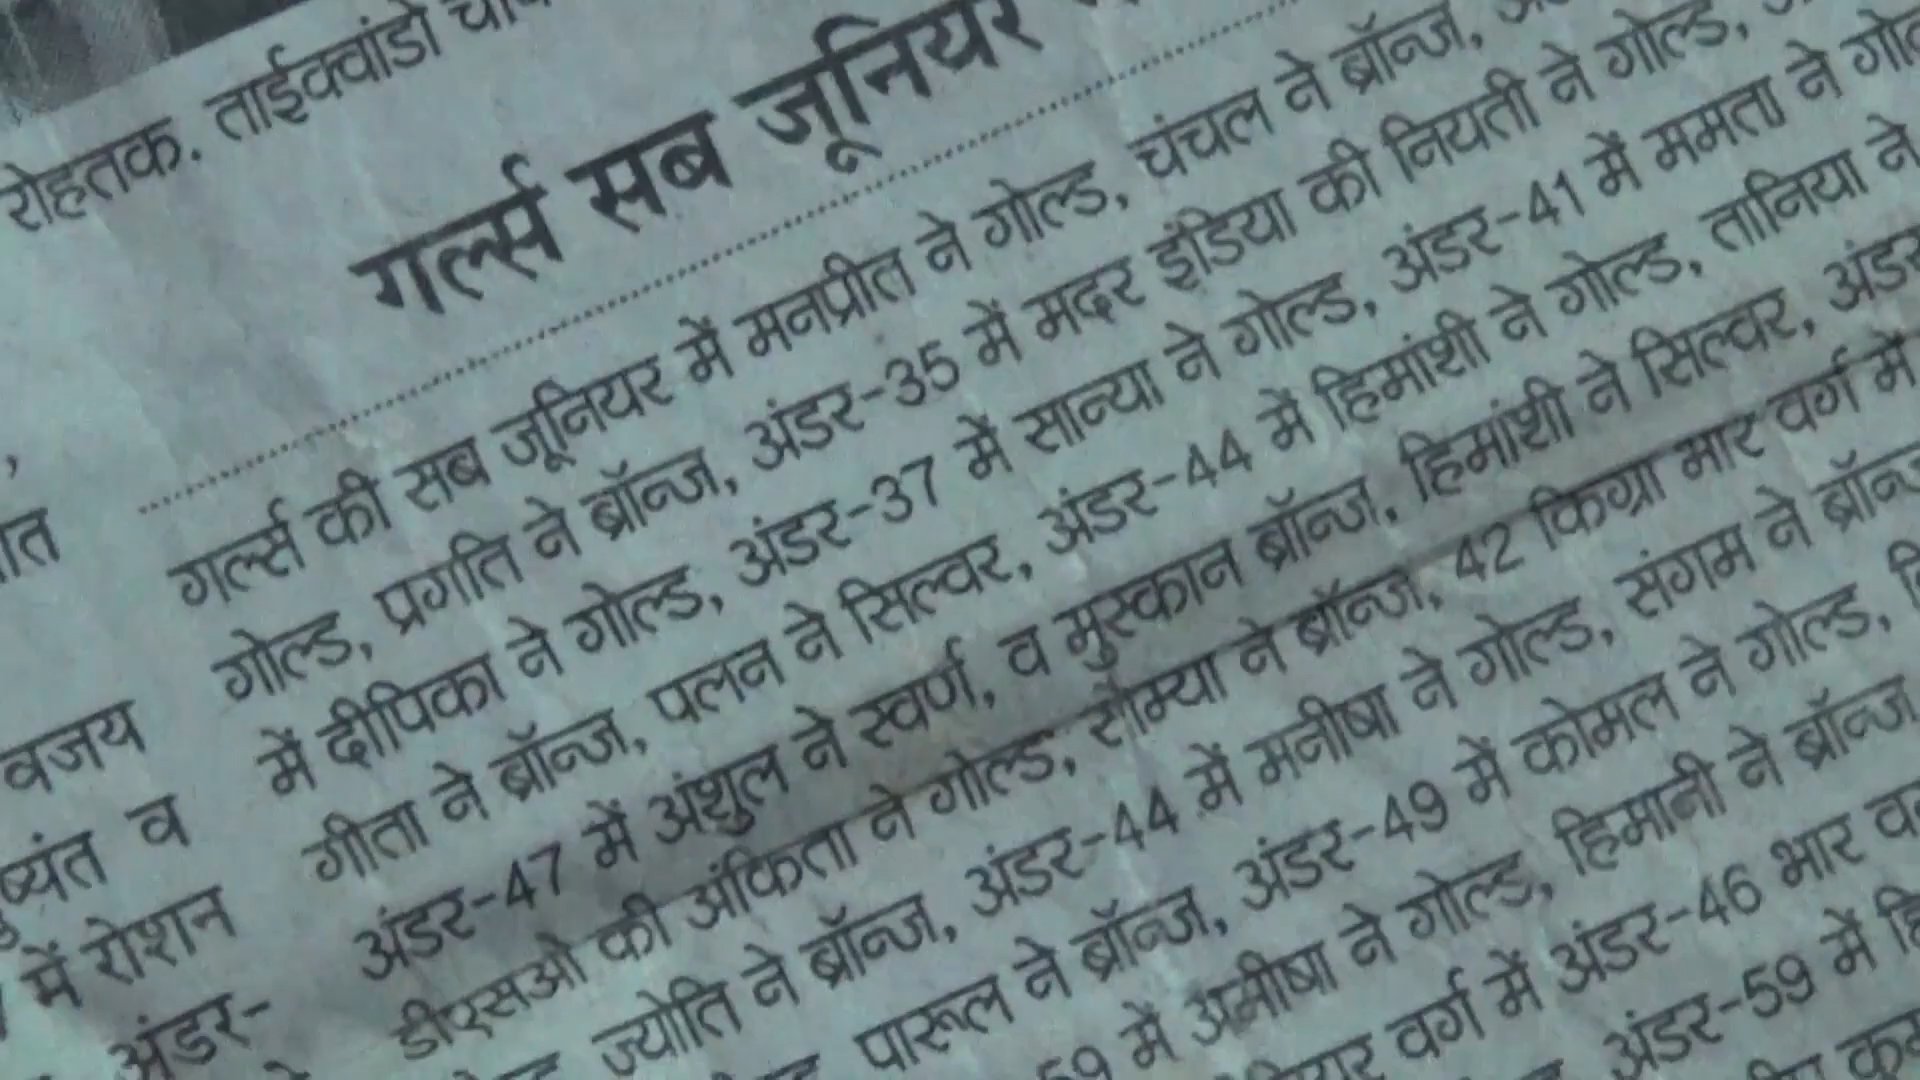 रोहतक. ताईक्वांडो
गर्ल्स सब जूनियर
गर्ल्स की सब जूनियर में मनप्रीत ने गोल्ड, चंचल ने ब्रॉन्ज,
गोल्ड, प्रगति ने ब्रॉन्ज, अंडर-35 में मदर इंडिया की नियती ने गोल्ड,
में दीपिका ने गोल्ड, अंडर-37 में सान्या ने गोल्ड, अंडर-41 में ममता ने
गीता ने ब्रॉन्ज, पलन ने सिल्वर, अंडर-44 में हिमांशी ने गोल्ड, तानिया ने
अंडर-47 में अंशुल ने स्वर्ण, व मुस्कान ब्रॉन्ज, हिमांशी ने सिल्वर,
डीएसओ की अंकिता ने गोल्ड, सौम्या ने ब्रॉन्ज, 42 किग्रा भार वर्ग में
ज्योति ने ब्रॉन्ज, अंडर-44 में मनीषा ने गोल्ड, संगम ने
पारूल ने ब्रॉन्ज, अंडर-49 में कोमल ने गोल्ड,
में अमीषा ने गोल्ड, हिमानी ने ब्रॉन्ज
वर्ग में अंडर-46 भार
अंडर-59 में
व
में रोशन
अंडर-